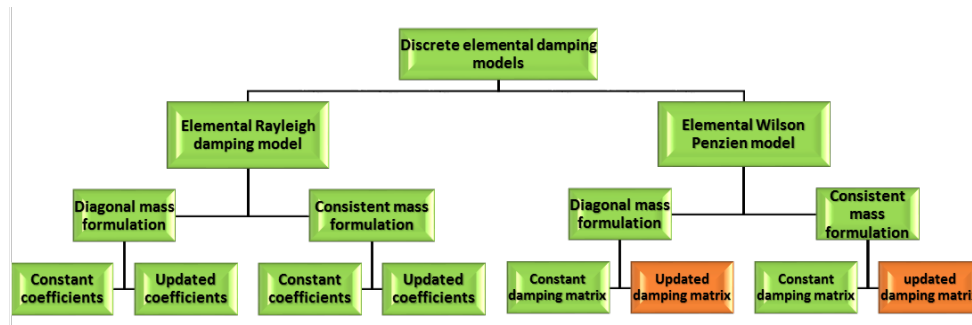 Discrete elemental damping
models
Elemental Rayleigh
damping model
Elemental Wilson
Penzien model
Diagonal mass
formulation
Consistent mass
formulation
Diagonal mass
formulation
Consistent
mass
formulation
Constant
coefficients
Updated
coefficients
Constant
coefficients
Updated
coefficients
Constant
damping matrix
Updated
damping matrix
Constant
damping matrix
updated
damping matrix